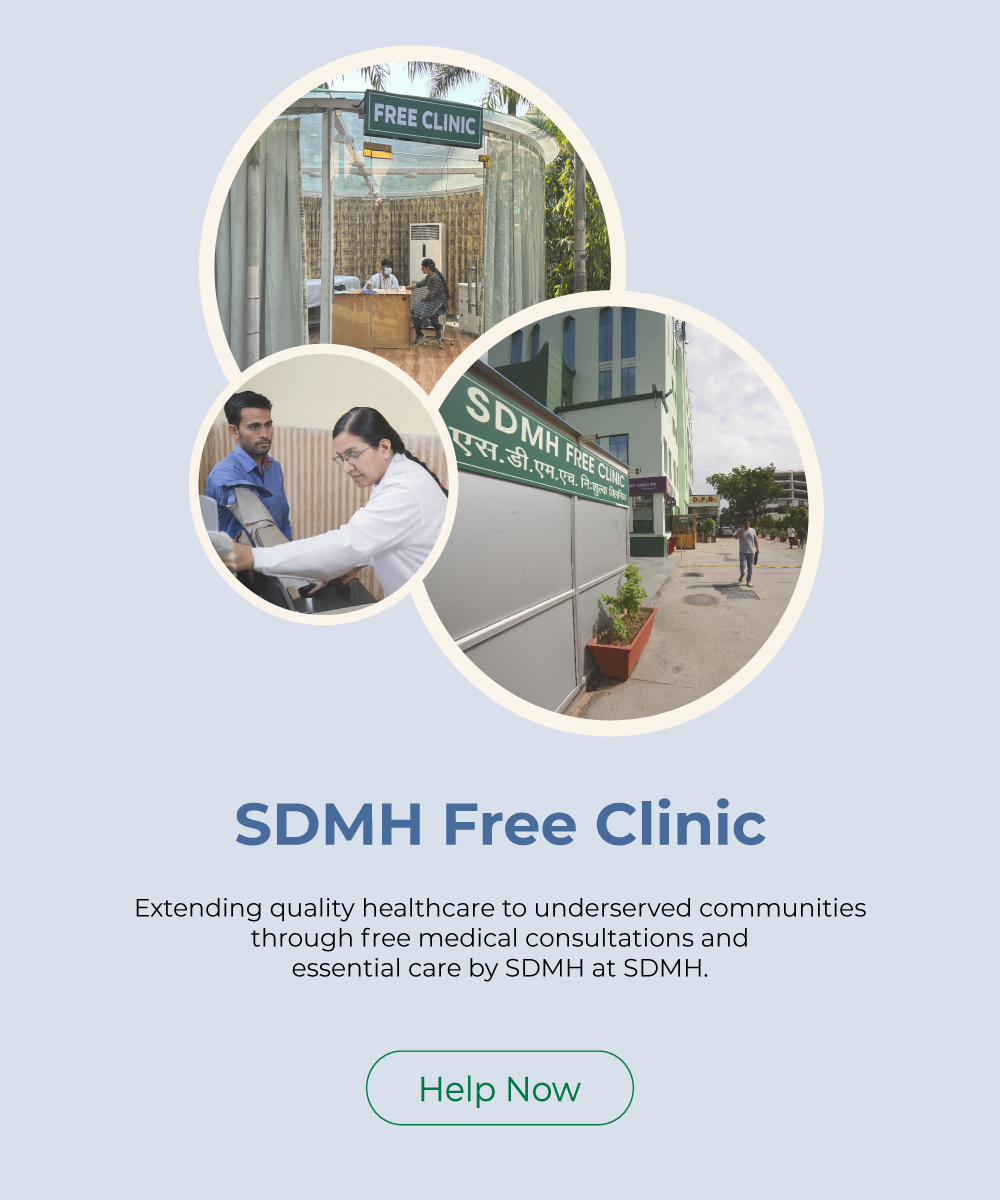 FREE CLINIC
SDMH FREE CLINIC
एस.डी.एम.एच. निःशुल्क क्लिनिक
O.P.D.
SDMH Free Clinic
Extending quality healthcare to underserved communities
through free medical consultations and
essential care by SDMH at SDMH.
Help Now